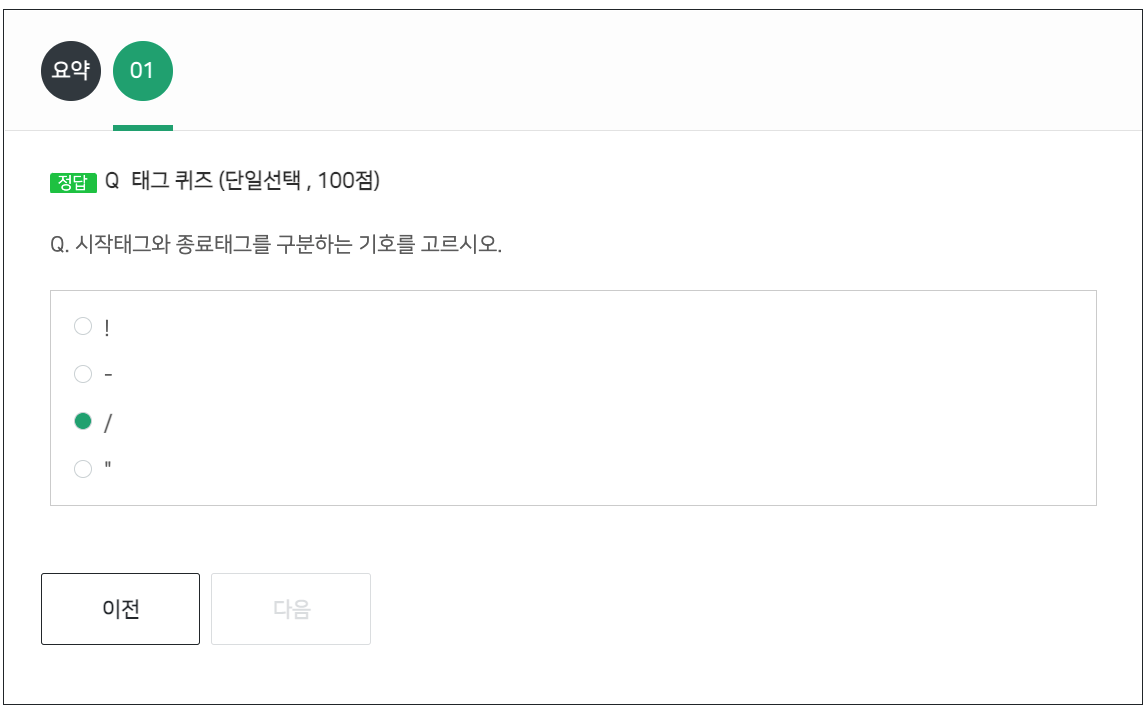 요약 01
정답 Q 태그 퀴즈 (단일선택 , 100점)
Q. 시작태그와 종료태그를 구분하는 기호를 고르시오.
!
-
/
"
이전 다음